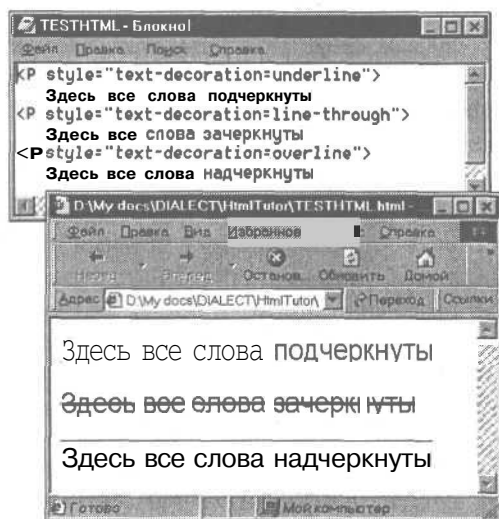 TESTHTML - Блокнот
Файл Правка Поиск Справка
<P style="text-decoration=underline">
Здесь все слова подчеркнуты
<P style="text-decoration=line-through">
Здесь все слова зачеркнуты
<P style="text-decoration=overline">
Здесь все слова надчеркнуты
D:\My docs\DIALECT\HtmlTutor\TESTHTML.html -
Файл Правка Вид Избранное Справка
Назад Вперед Останов. Обновить Домой
Адрес D:\My docs\DIALECT\HtmlTutor\ Переход Ссылки
Здесь все слова подчеркнуты
Здесь все слова зачеркнуты
Здесь все слова надчеркнуты
Готово Мой компьютер